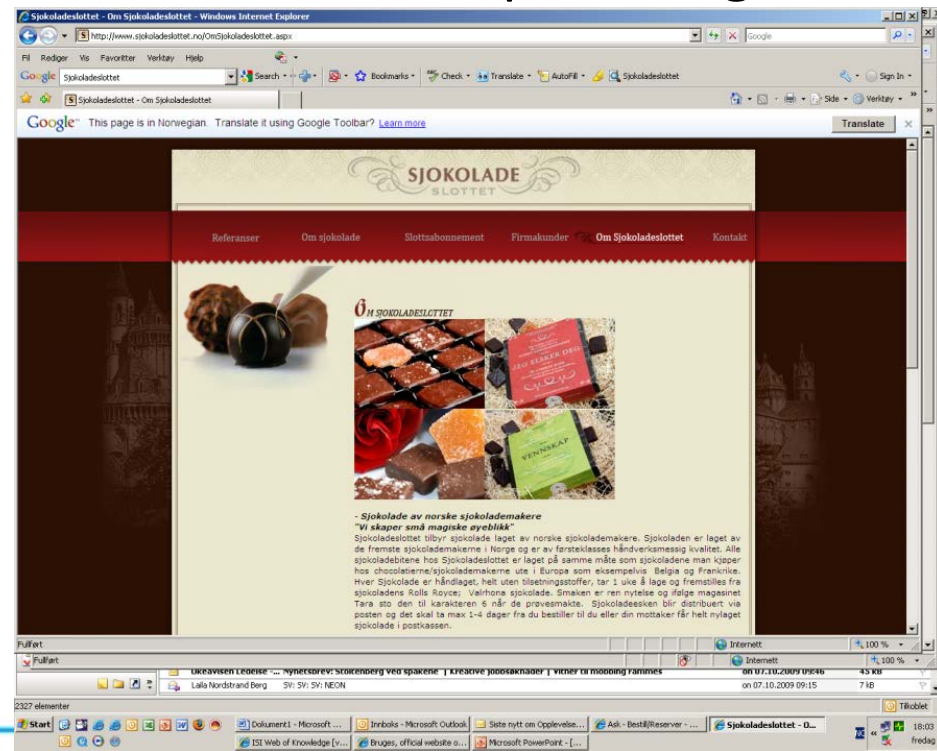 Sjokoladeslottet - Om Sjokoladeslottet - Windows Internet Explorer
http://www.sjokoladeslottet.no/OmSjokoladeslottet.aspx
Google
Fil Rediger Vis Favoritter Verktøy Hjelp
Google Sjokoladeslottet Search Bookmarks Check Translate AutoFill Sjokoladeslottet Sign In
Sjokoladeslottet - Om Sjokoladeslottet Side Verktøy
Google This page is in Norwegian. Translate it using Google Toolbar? Learn more Translate
SJOKOLADE
SLOTTET
Referanser Om sjokolade Slottsabonnement Firmakunder Om Sjokoladeslottet Kontakt
OM SJOKOLADESLOTTET
JEG ELSKER DEG
VENNSKAP
- Sjokolade av norske sjokolademakere
"Vi skaper små magiske øyeblikk"
Sjokoladeslottet tilbyr sjokolade laget av norske sjokolademakere. Sjokoladen er laget av
de fremste sjokolademakerne i Norge og er av førsteklasses håndverksmessig kvalitet. Alle
sjokoladebitene hos Sjokoladeslottet er laget på samme måte som sjokoladene man kjøper
hos chocolatierne/sjokolademakerne ute i Europa som eksempelvis Belgia og Frankrike.
Hver Sjokolade er håndlaget, helt uten tilsetningsstoffer, tar 1 uke å lage og fremstilles fra
sjokoladens Rolls Royce; Valrhona sjokolade. Smaken er ren nytelse og ifølge magasinet
Tara sto den til karakteren 6 når de prøvesmakte. Sjokoladeesken blir distribuert via
posten og det skal ta max 1-4 dager fra du bestiller til du eller din mottaker får helt nylaget
sjokolade i postkassen.
Fullført Internett 100 %
Fullført Internett 100 %
on 07.10.2009 09:46 43 kB
Laila Nordstrand Berg SV: SV: SV: NEON on 07.10.2009 09:15 7 kB
2327 elementer Tilkoblet
Start Dokument1 - Microsoft ... Innboks - Microsoft Outlook Siste nytt om Opplevelse... Ask - Bestill/Reserver - ... Sjokoladeslottet - O... 18:03
ISI Web of Knowledge [v... Bruges, official website o... Microsoft PowerPoint - [... fredag